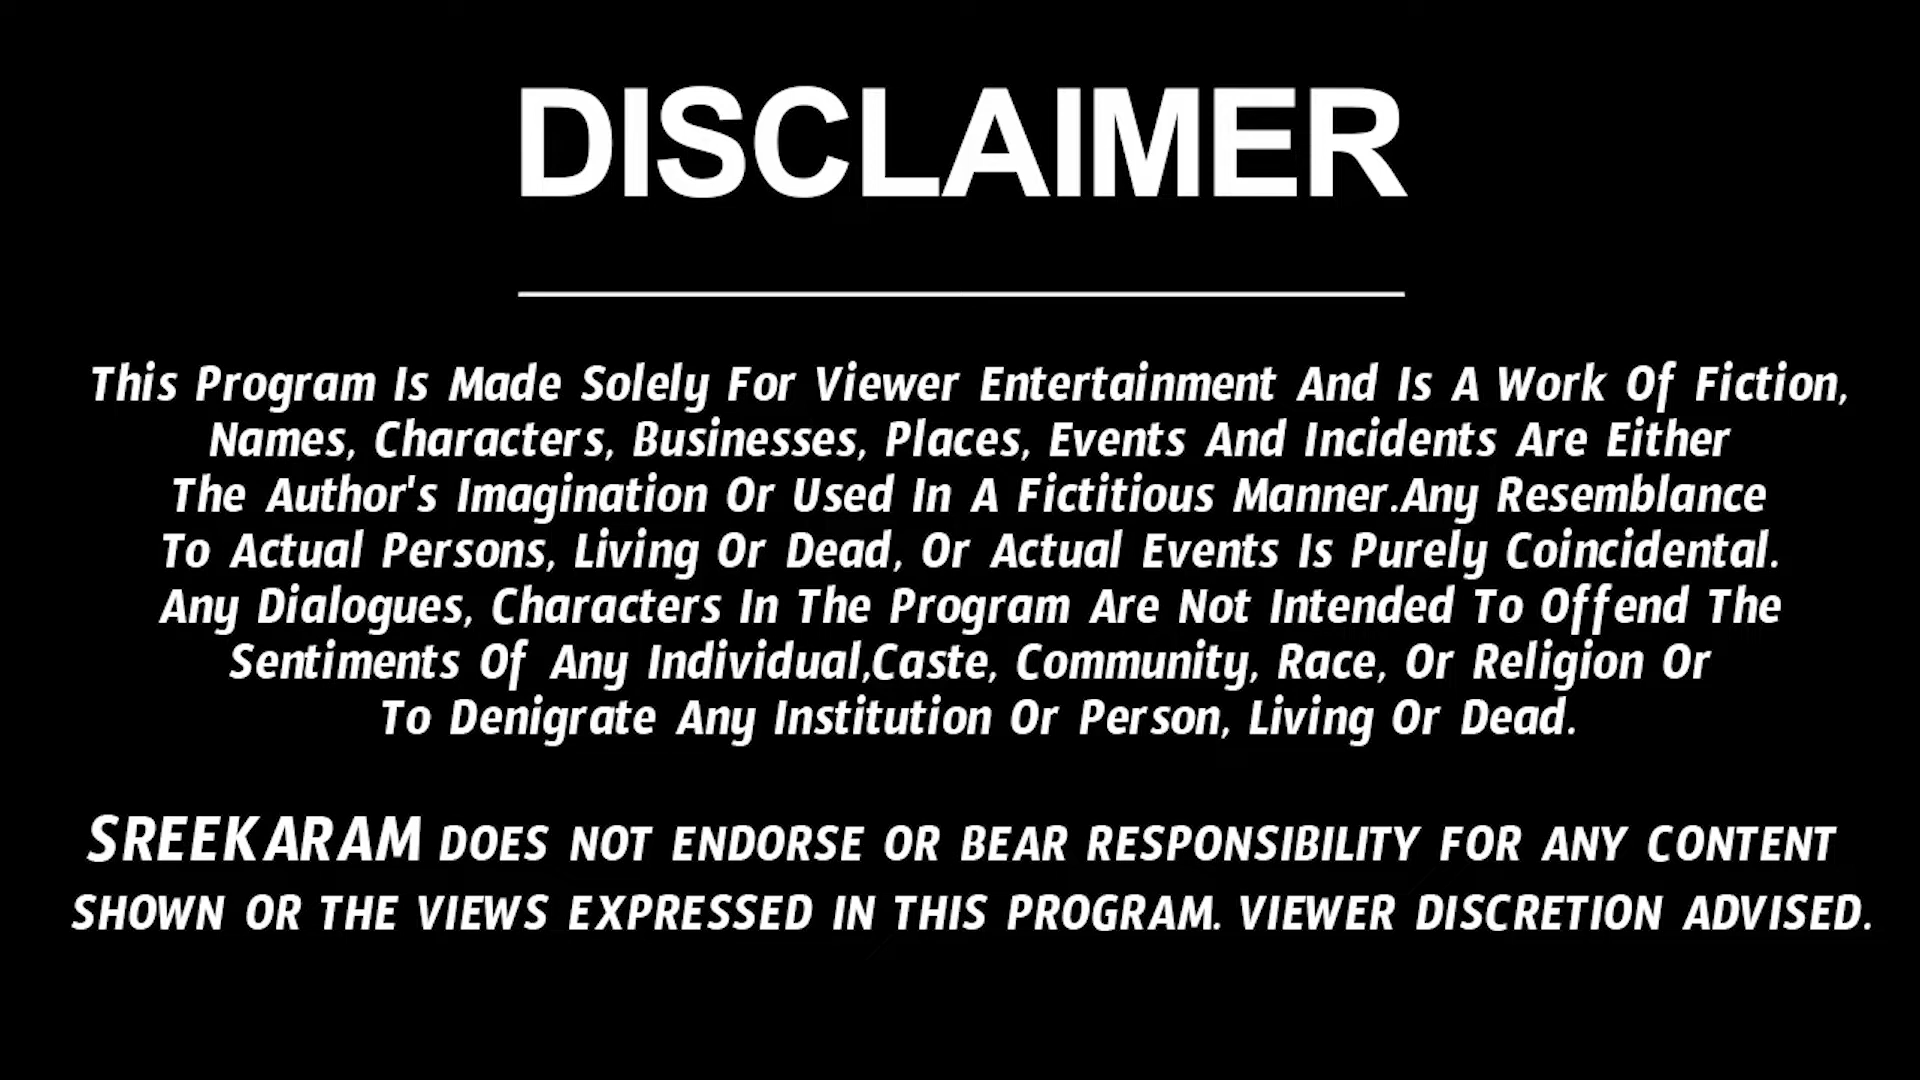 DISCLAIMER
This Program Is Made Solely For Viewer Entertainment And Is A Work Of Fiction,
Names, Characters, Businesses, Places, Events And Incidents Are Either
The Author's Imagination Or Used In A Fictitious Manner.Any Resemblance
To Actual Persons, Living Or Dead, Or Actual Events Is Purely Coincidental.
Any Dialogues, Characters In The Program Are Not Intended To Offend The
Sentiments Of Any Individual,Caste, Community, Race, Or Religion Or
To Denigrate Any Institution Or Person, Living Or Dead.
SREEKARAM DOES NOT ENDORSE OR BEAR RESPONSIBILITY FOR ANY CONTENT
SHOWN OR THE VIEWS EXPRESSED IN THIS PROGRAM. VIEWER DISCRETION ADVISED.